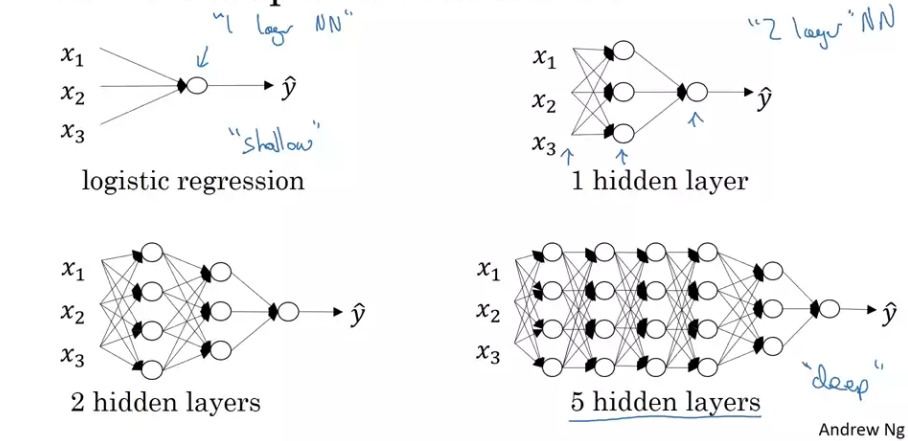 "1 layer NN"
x₁
x₂
x₃
ŷ
"shallow"
logistic regression
"2 layer" NN
x₁
x₂
x₃
ŷ
1 hidden layer
x₁
x₂
x₃
ŷ
2 hidden layers
x₁
x₂
x₃
ŷ
"deep"
5 hidden layers
Andrew Ng